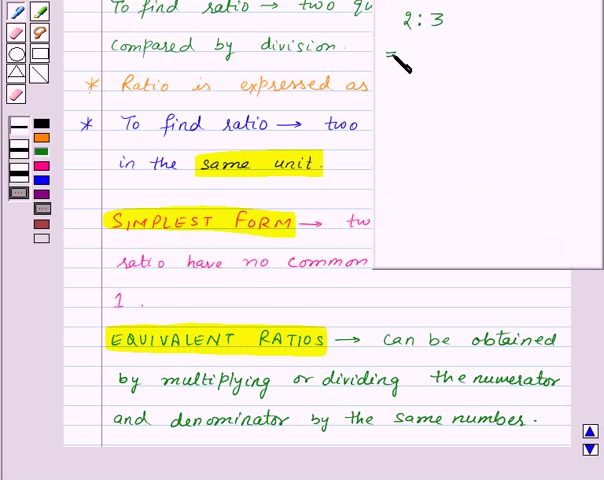 To find ratio → two qu
compared by division.
* Ratio is expressed as
* To find ratio → two
in the same unit.
SIMPLEST FORM → tw
ratio have no common
1 .
EQUIVALENT RATIOS → can be obtained
by multiplying or dividing the numerator
and denominator by the same number.
2 : 3
=